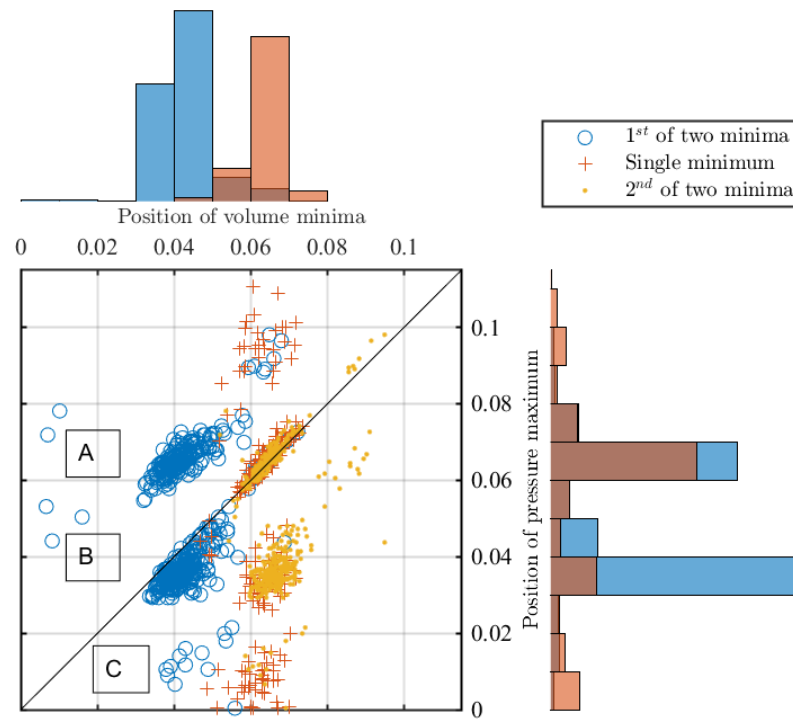 1st of two minima
Single minimum
2nd of two minima
Position of volume minima
0 0.02 0.04 0.06 0.08 0.1
0.1
0.08
A
0.06
B
0.04
0.02
C
0
Position of pressure maximum